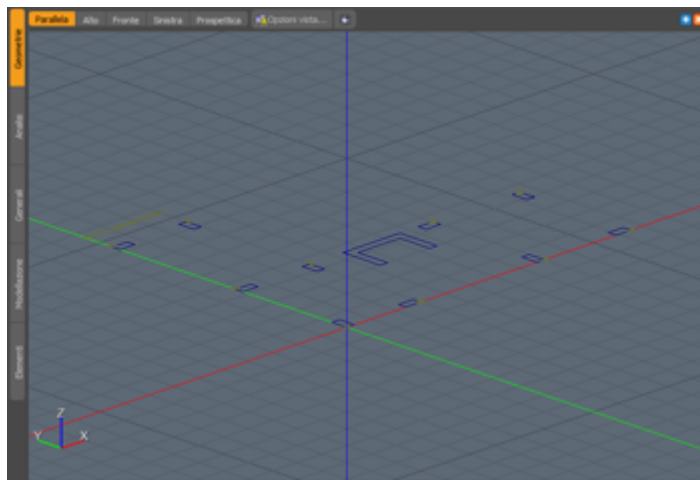 Parallela Alto Fronte Sinistra Prospettica Opzioni vista...
Geometrie
Analisi
Generali
Modellazione
Elementi
Z
Y X